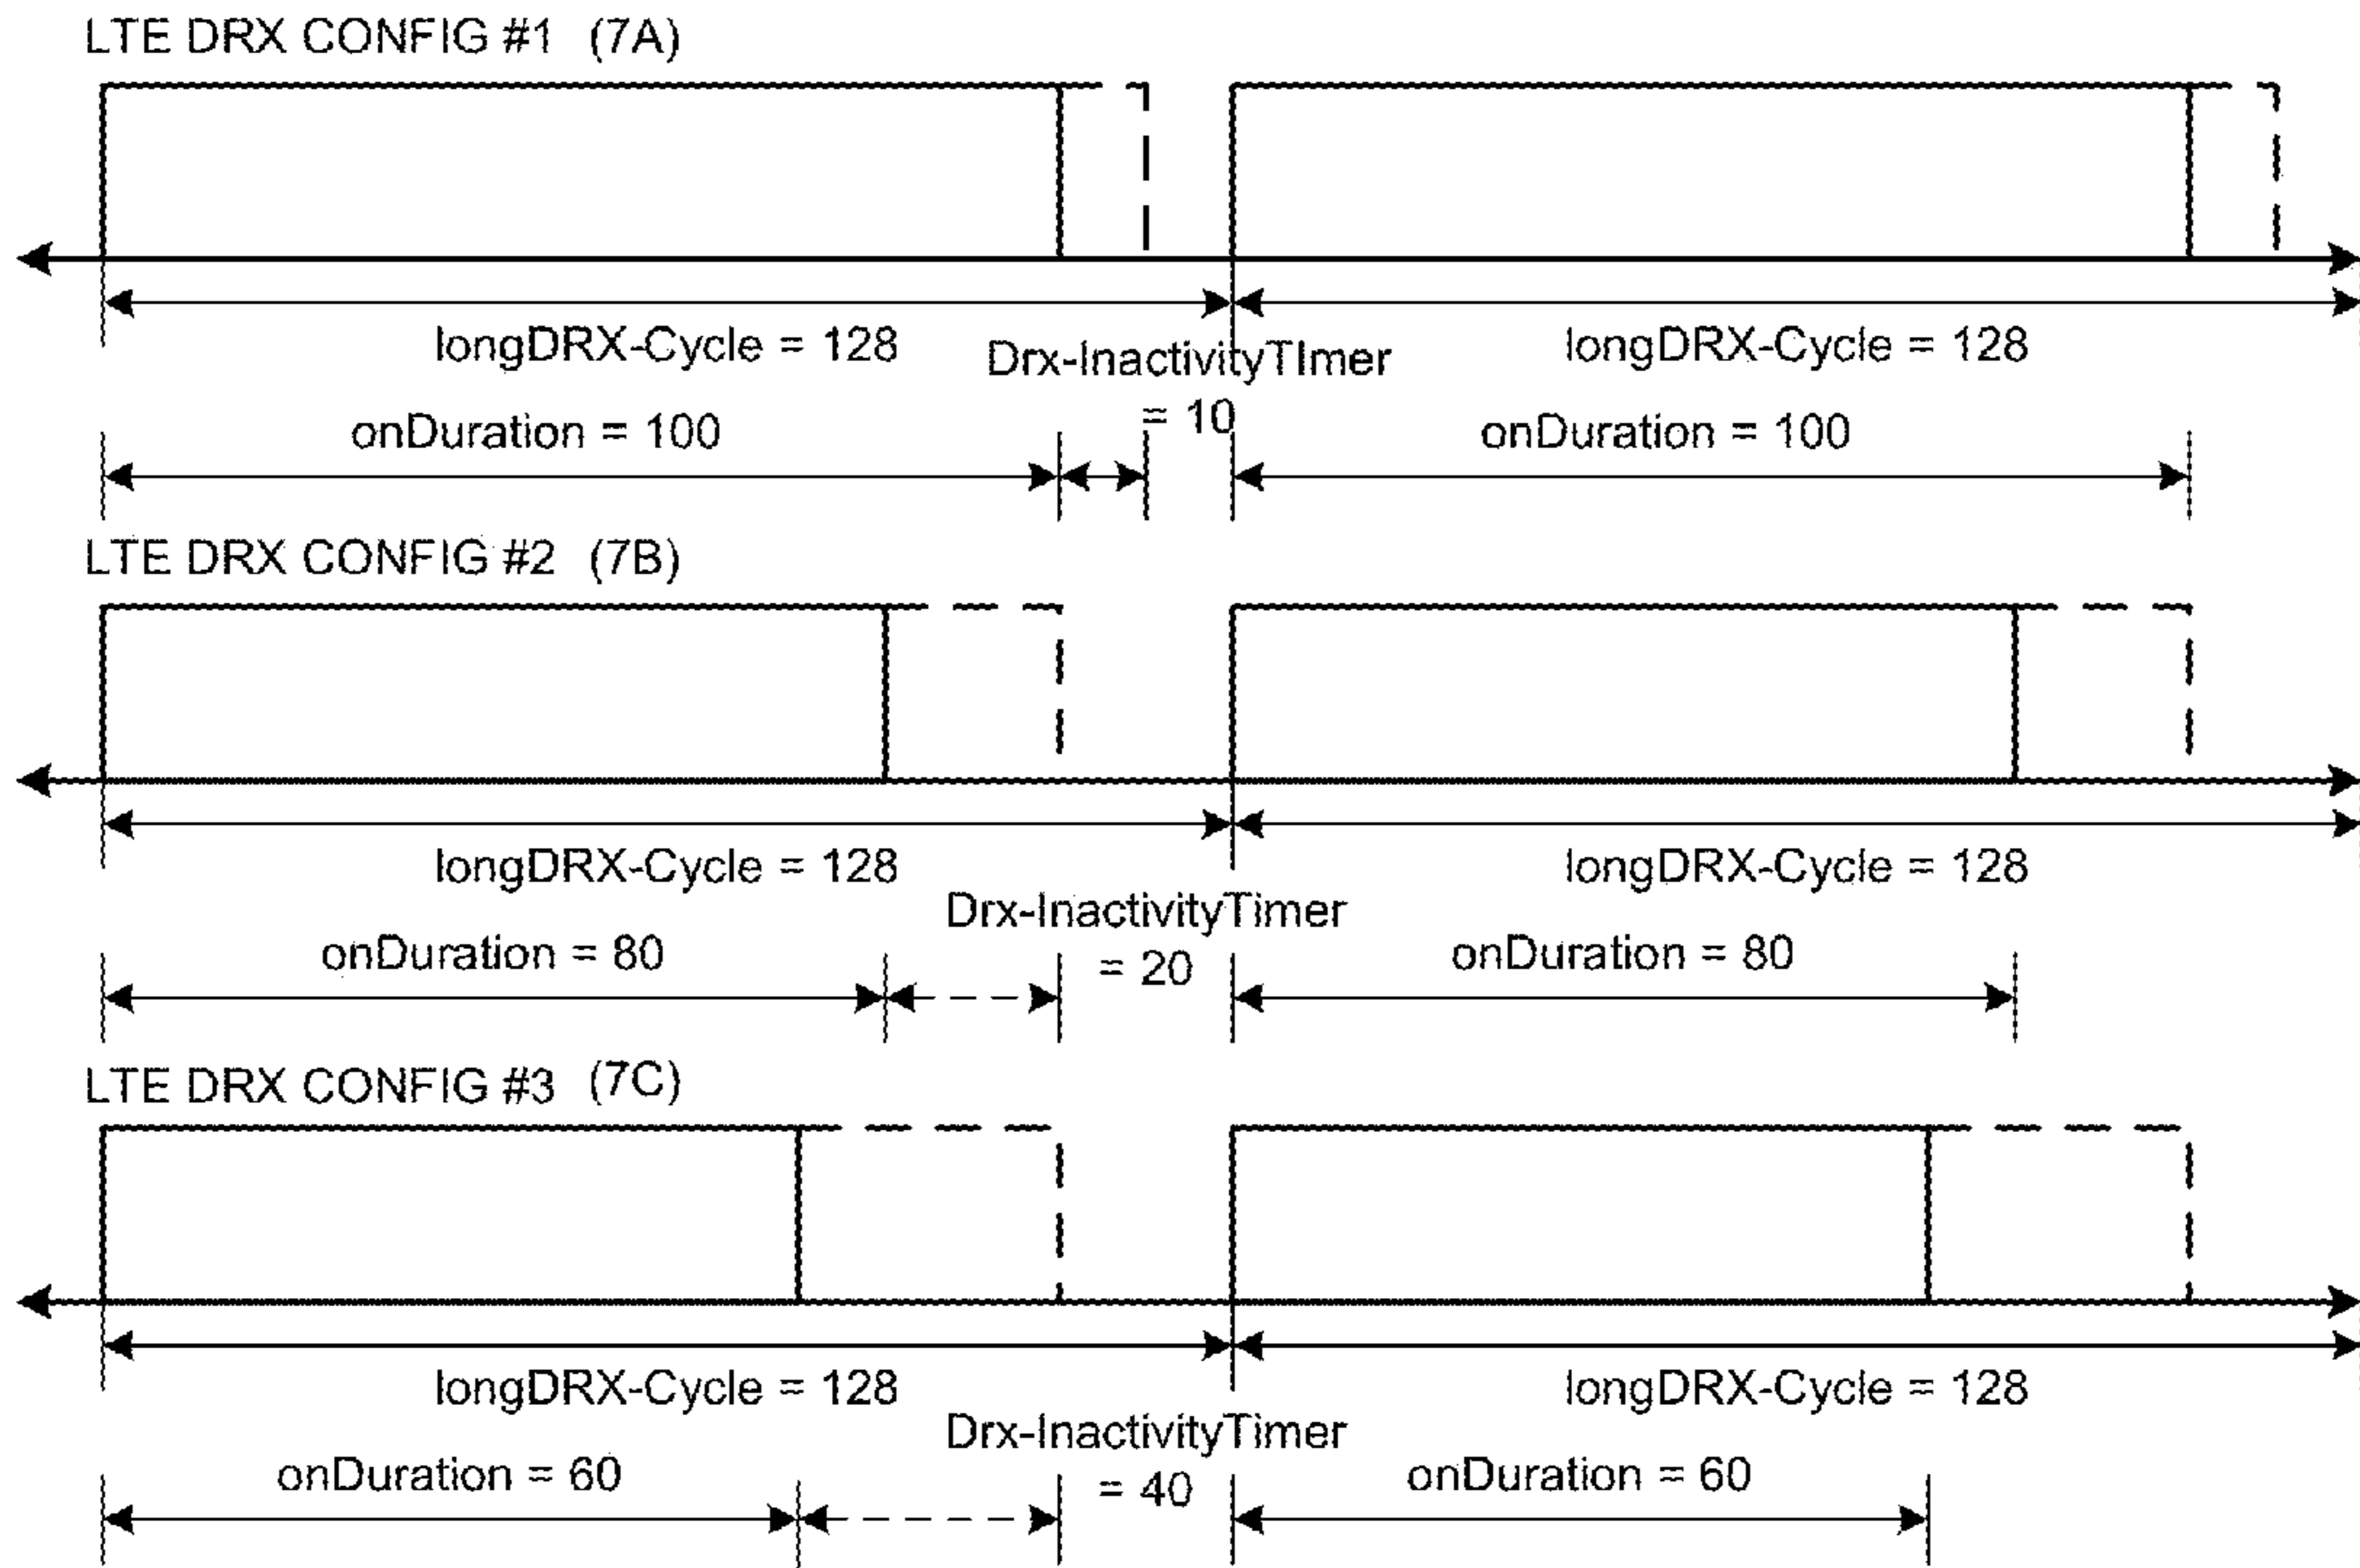 LTE DRX CONFIG #1 (7A)
longDRX-Cycle = 128
longDRX-Cycle = 128
Drx-InactivityTImer
= 10
onDuration = 100
onDuration = 100
LTE DRX CONFIG #2 (7B)
longDRX-Cycle = 128
longDRX-Cycle = 128
Drx-InactivityTimer
= 20
onDuration = 80
onDuration = 80
LTE DRX CONFIG #3 (7C)
longDRX-Cycle = 128
longDRX-Cycle = 128
Drx-InactivityTimer
= 40
onDuration = 60
onDuration = 60